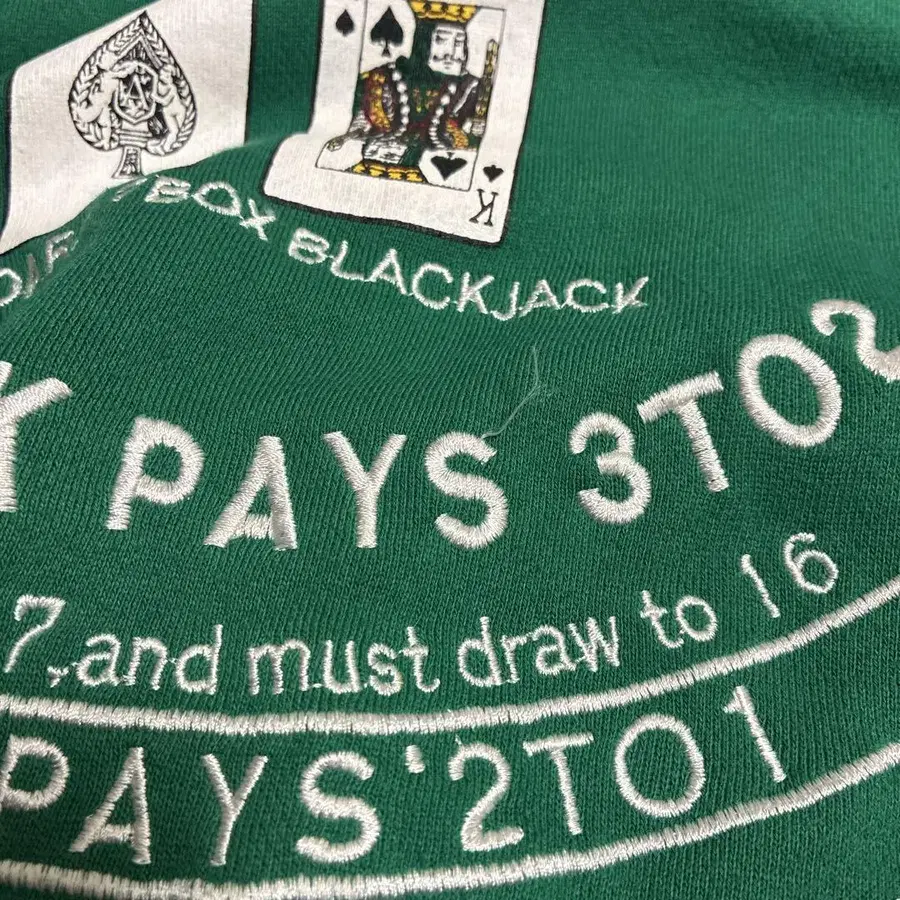 K
BOX BLACKJACK
K PAYS 3TO2
7, and must draw to 16
PAYS 2TO1